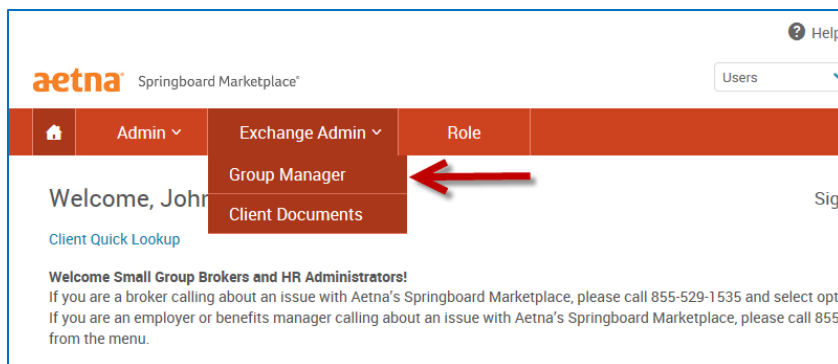 Help
aetna Springboard Marketplace®
Users
Admin Exchange Admin Role
Group Manager
Client Documents
Welcome, John
Client Quick Lookup
Welcome Small Group Brokers and HR Administrators!
If you are a broker calling about an issue with Aetna's Springboard Marketplace, please call 855-529-1535 and select opt
If you are an employer or benefits manager calling about an issue with Aetna's Springboard Marketplace, please call 855
from the menu.